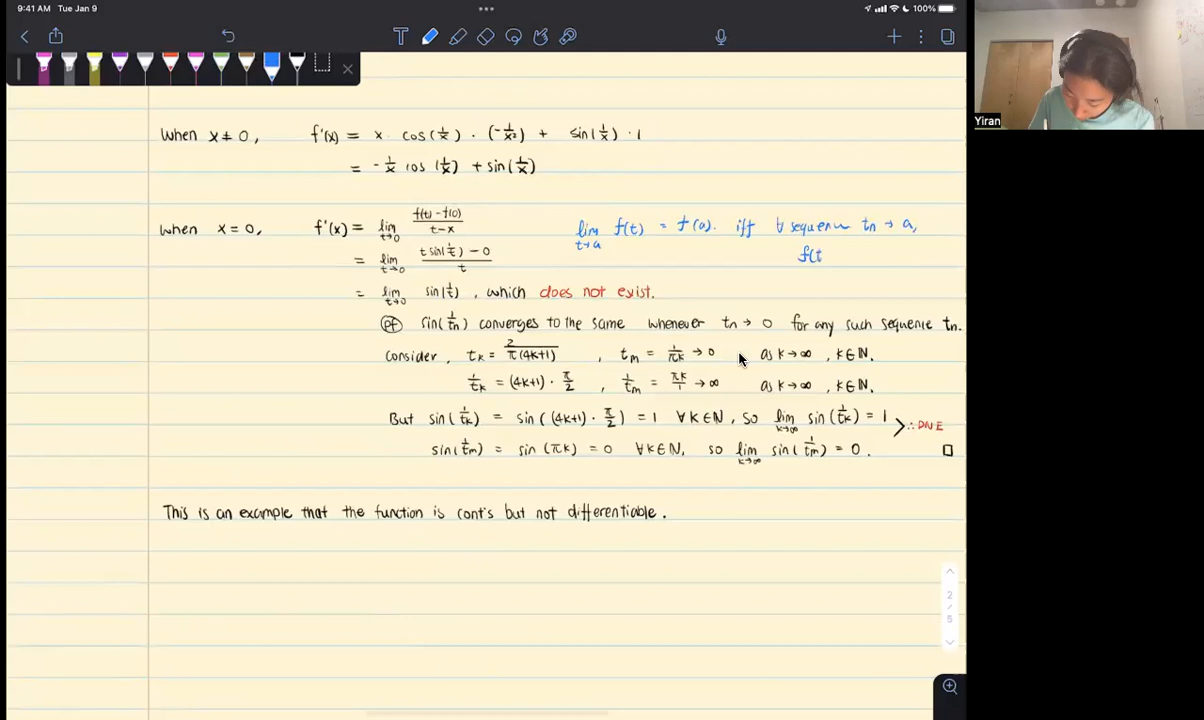 9:41 AM Tue Jan 9
100%
When x≠0, f'(x) = x · cos(1/x) · (-1/x²) + sin(1/x) · 1
= -1/x cos(1/x) + sin(1/x)
when x=0, f'(x) = lim t→0 f(t)-f(0) / t-x
lim t→a f(t) = f(a). iff ∀ sequence tn → a,
f(t
= lim t→0 t sin(1/t) - 0 / t
= lim t→0 sin(1/t), which does not exist.
Pf sin(1/tn) converges to the same whenever tn → 0 for any such sequence tn.
Consider, tk = 2/π(4k+1), tm = 1/πk → 0 as k→∞, k∈ℕ.
1/tk = (4k+1) · π/2, 1/tm = πk/1 → ∞ as k→∞, k∈ℕ.
But sin(1/tk) = sin((4k+1) · π/2) = 1 ∀k∈ℕ, so lim k→∞ sin(1/tk) = 1
∴ DNE
sin(1/tm) = sin(πk) = 0 ∀k∈ℕ, so lim k→∞ sin(1/tm) = 0. □
This is an example that the function is cont's but not differentiable.
2 / 5
Yiran